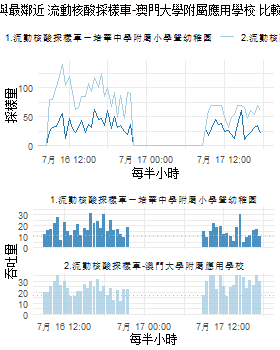 與最鄰近 流動核酸採樣車-澳門大學附屬應用學校 比較
1.流動核酸採樣車－培華中學附屬小學暨幼稚園 2.流動核
採樣量
100
50
0
7月 16 12:00 7月 17 00:00 7月 17 12:00
每半小時
1.流動核酸採樣車－培華中學附屬小學暨幼稚園
30
20
10
0
2.流動核酸採樣車-澳門大學附屬應用學校
30
20
10
0
吞吐量
7月 16 12:00 7月 17 00:00 7月 17 12:00
每半小時